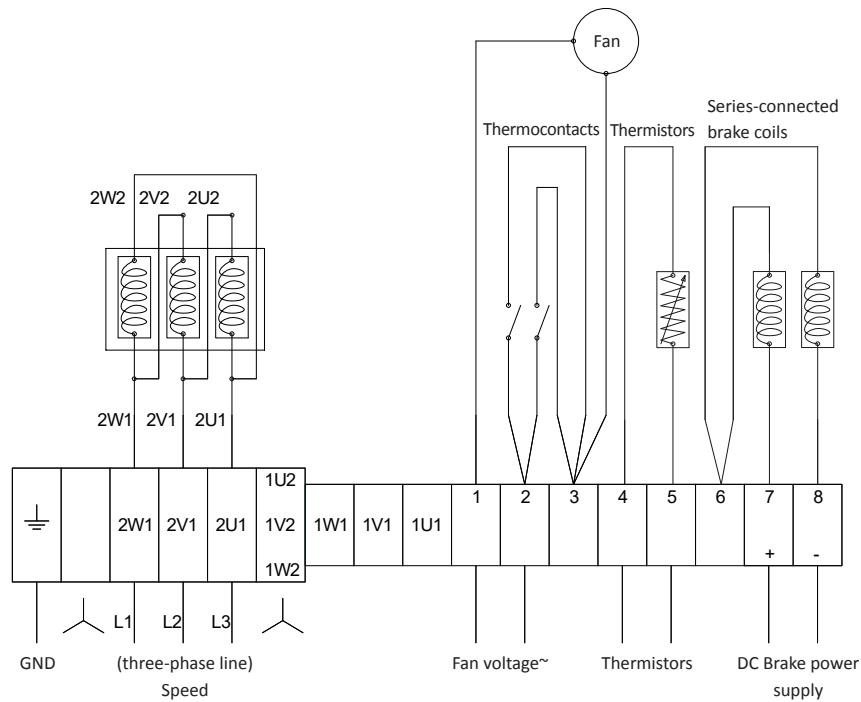 Fan
Series-connected
brake coils
Thermocontacts
Thermistors
2W2
2V2
2U2
2W1
2V1
2U1
1U2
1V2
1W2
2W1
2V1
2U1
1W1
1V1
1U1
1
2
3
4
5
6
7
8
+
-
L1
L2
L3
GND
(three-phase line)
Speed
Fan voltage~
Thermistors
DC Brake power
supply